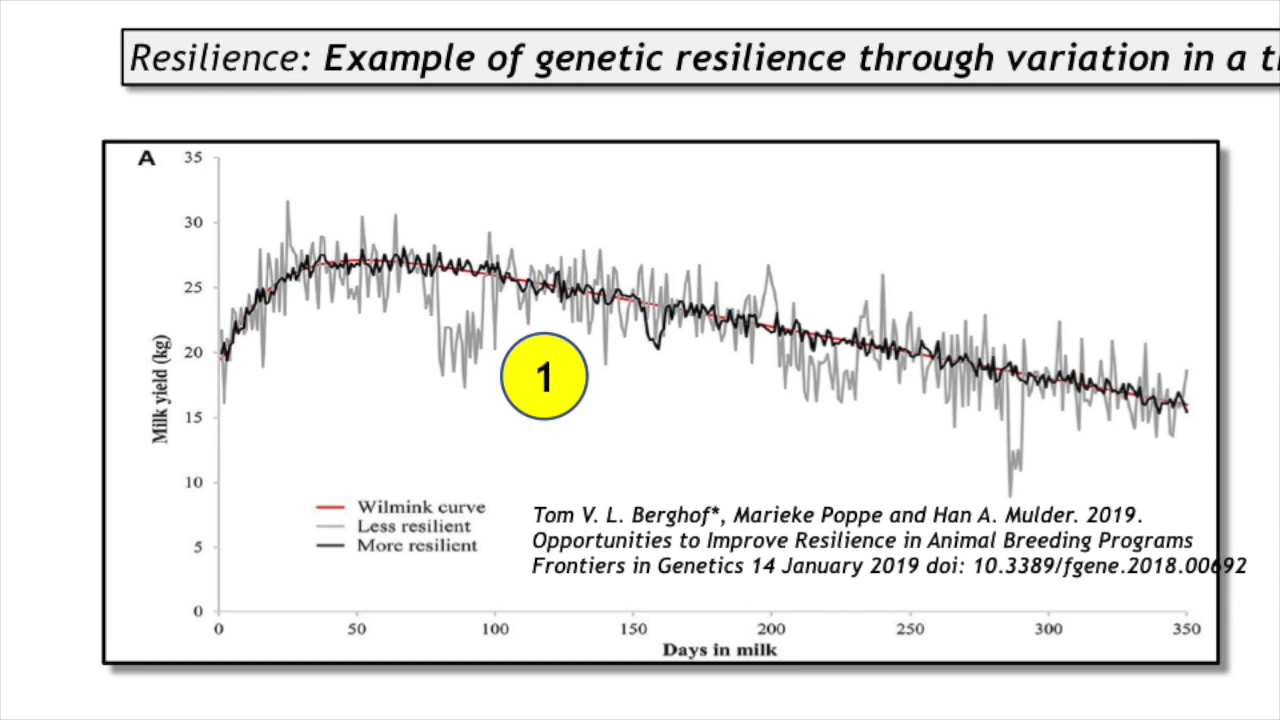 Resilience: Example of genetic resilience through variation in a
A
35
30
25
20
15
10
5
0
Milk yield (kg)
1
Wilmink curve
Less resilient
More resilient
Tom V. L. Berghof*, Marieke Poppe and Han A. Mulder. 2019.
Opportunities to Improve Resilience in Animal Breeding Programs
Frontiers in Genetics 14 January 2019 doi: 10.3389/fgene.2018.00692
0 50 100 150 200 250 300 350
Days in milk